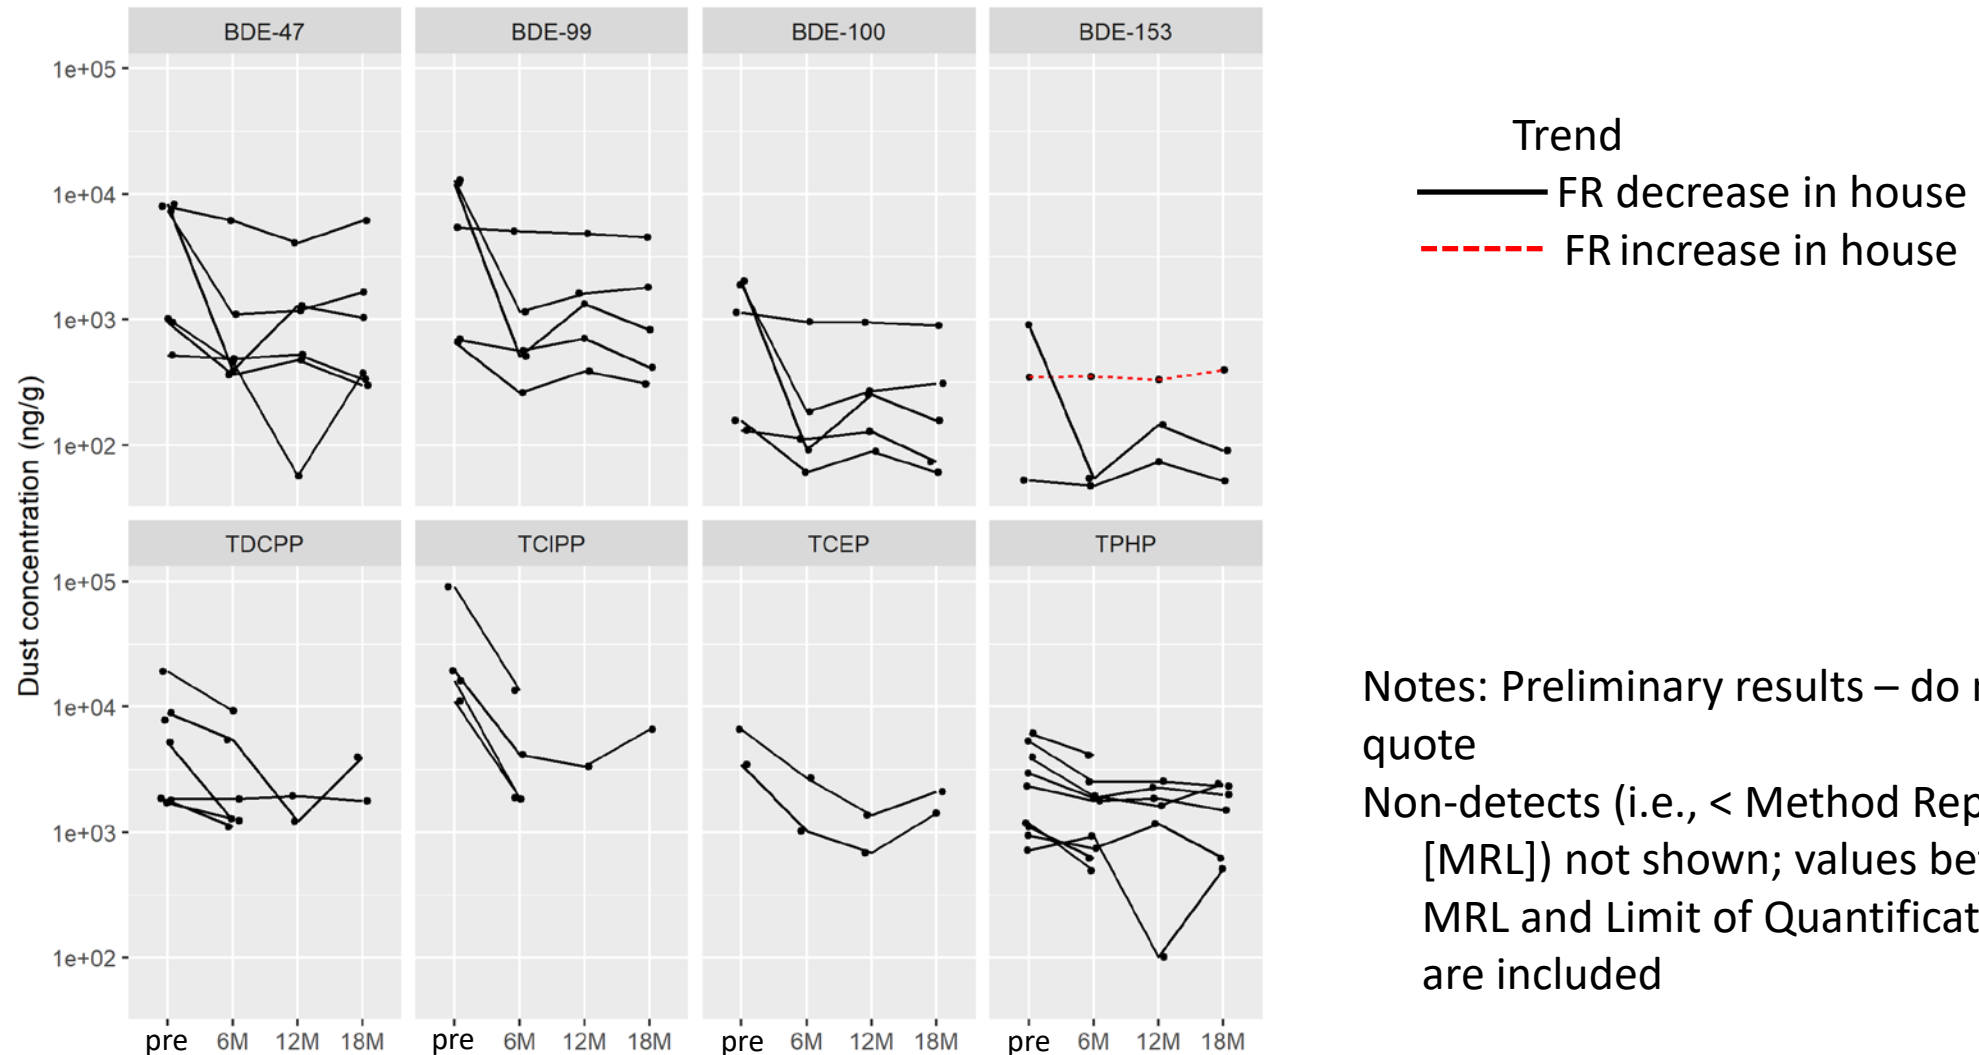 BDE-47 BDE-99 BDE-100 BDE-153
1e+05
1e+04
1e+03
1e+02
TDCPP TCIPP TCEP TPHP
1e+05
1e+04
1e+03
1e+02
pre 6M 12M 18M pre 6M 12M 18M pre 6M 12M 18M pre 6M 12M 18M
Dust concentration (ng/g)
Trend
FR decrease in house
FR increase in house
Notes: Preliminary results – do
quote
Non-detects (i.e., < Method
[MRL]) not shown; values
MRL and Limit of
are included